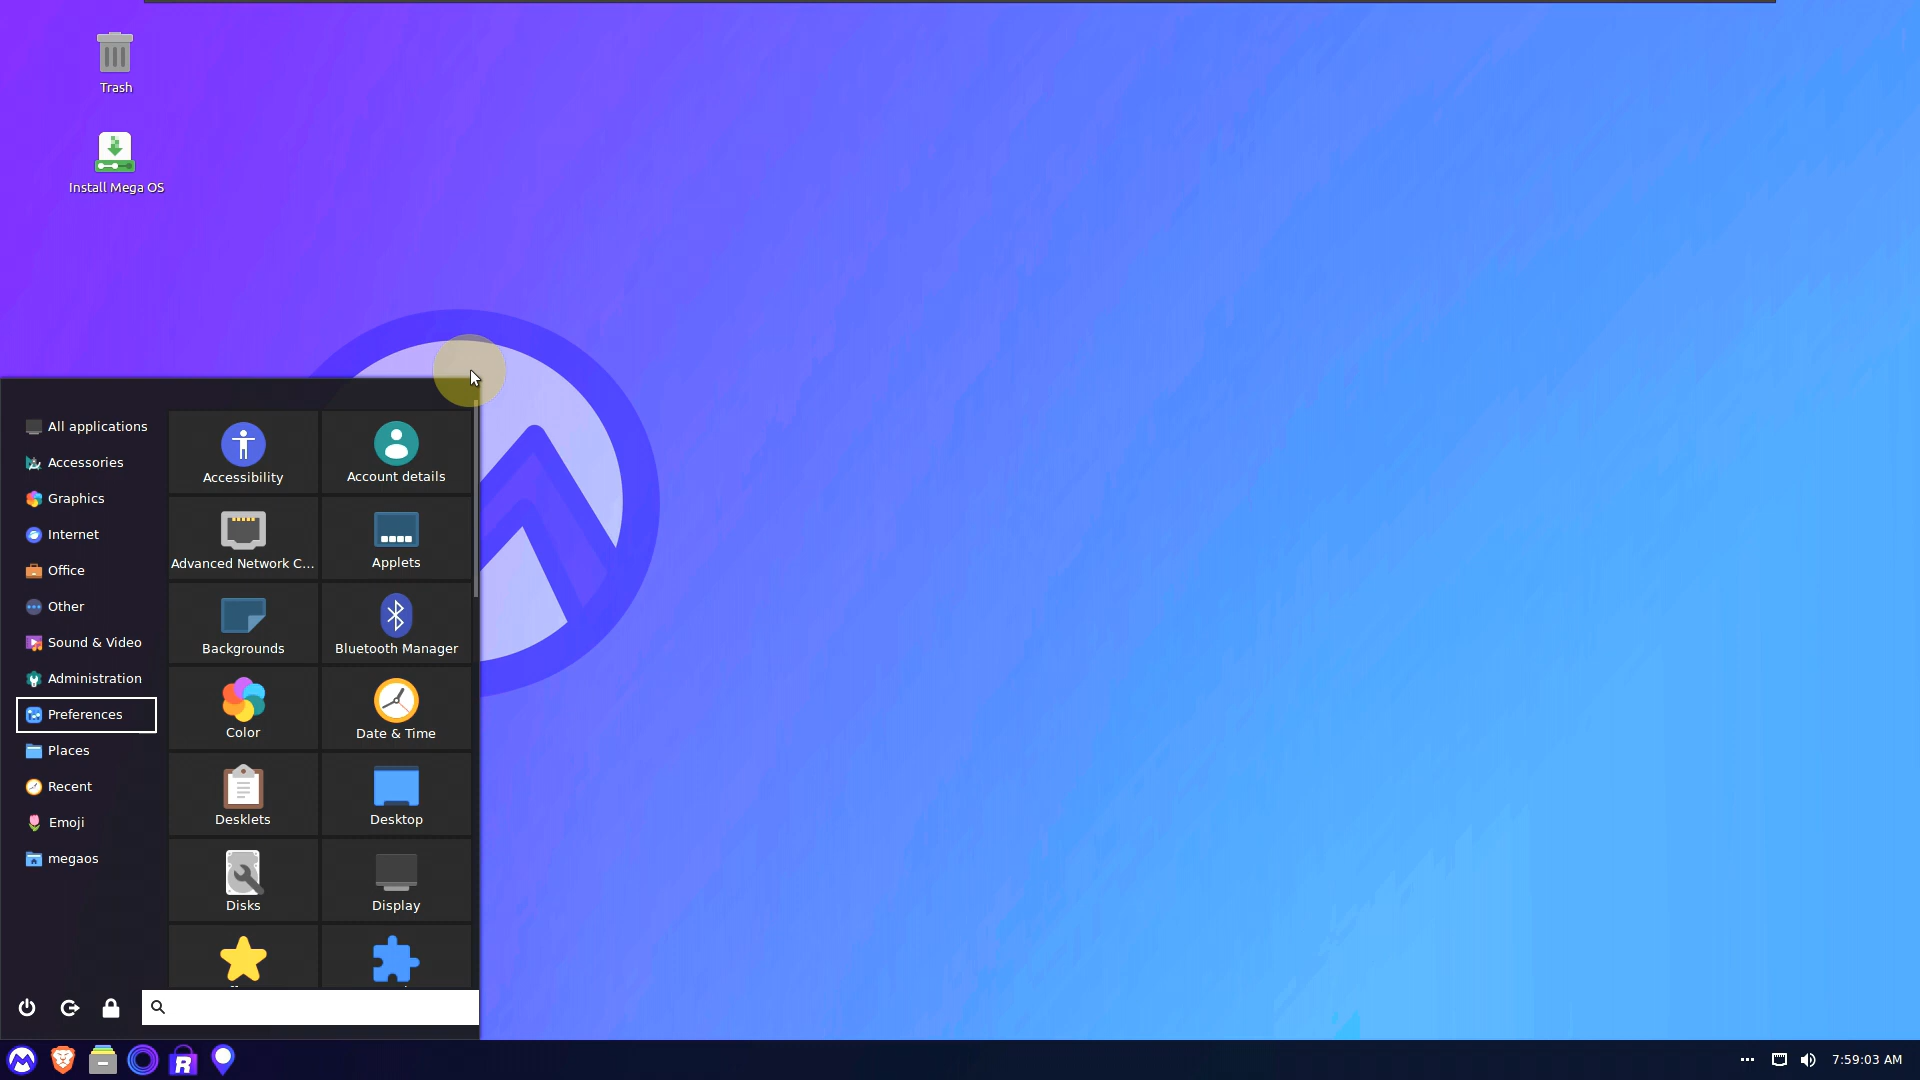 Trash
Install Mega OS
All applications
Accessories
Graphics
Internet
Office
Other
Sound & Video
Administration
Preferences
Places
Recent
Emoji
megaos
Accessibility
Account details
Advanced Network C...
Applets
Backgrounds
Bluetooth Manager
Color
Date & Time
Desklets
Desktop
Disks
Display
R
7:59:03 AM